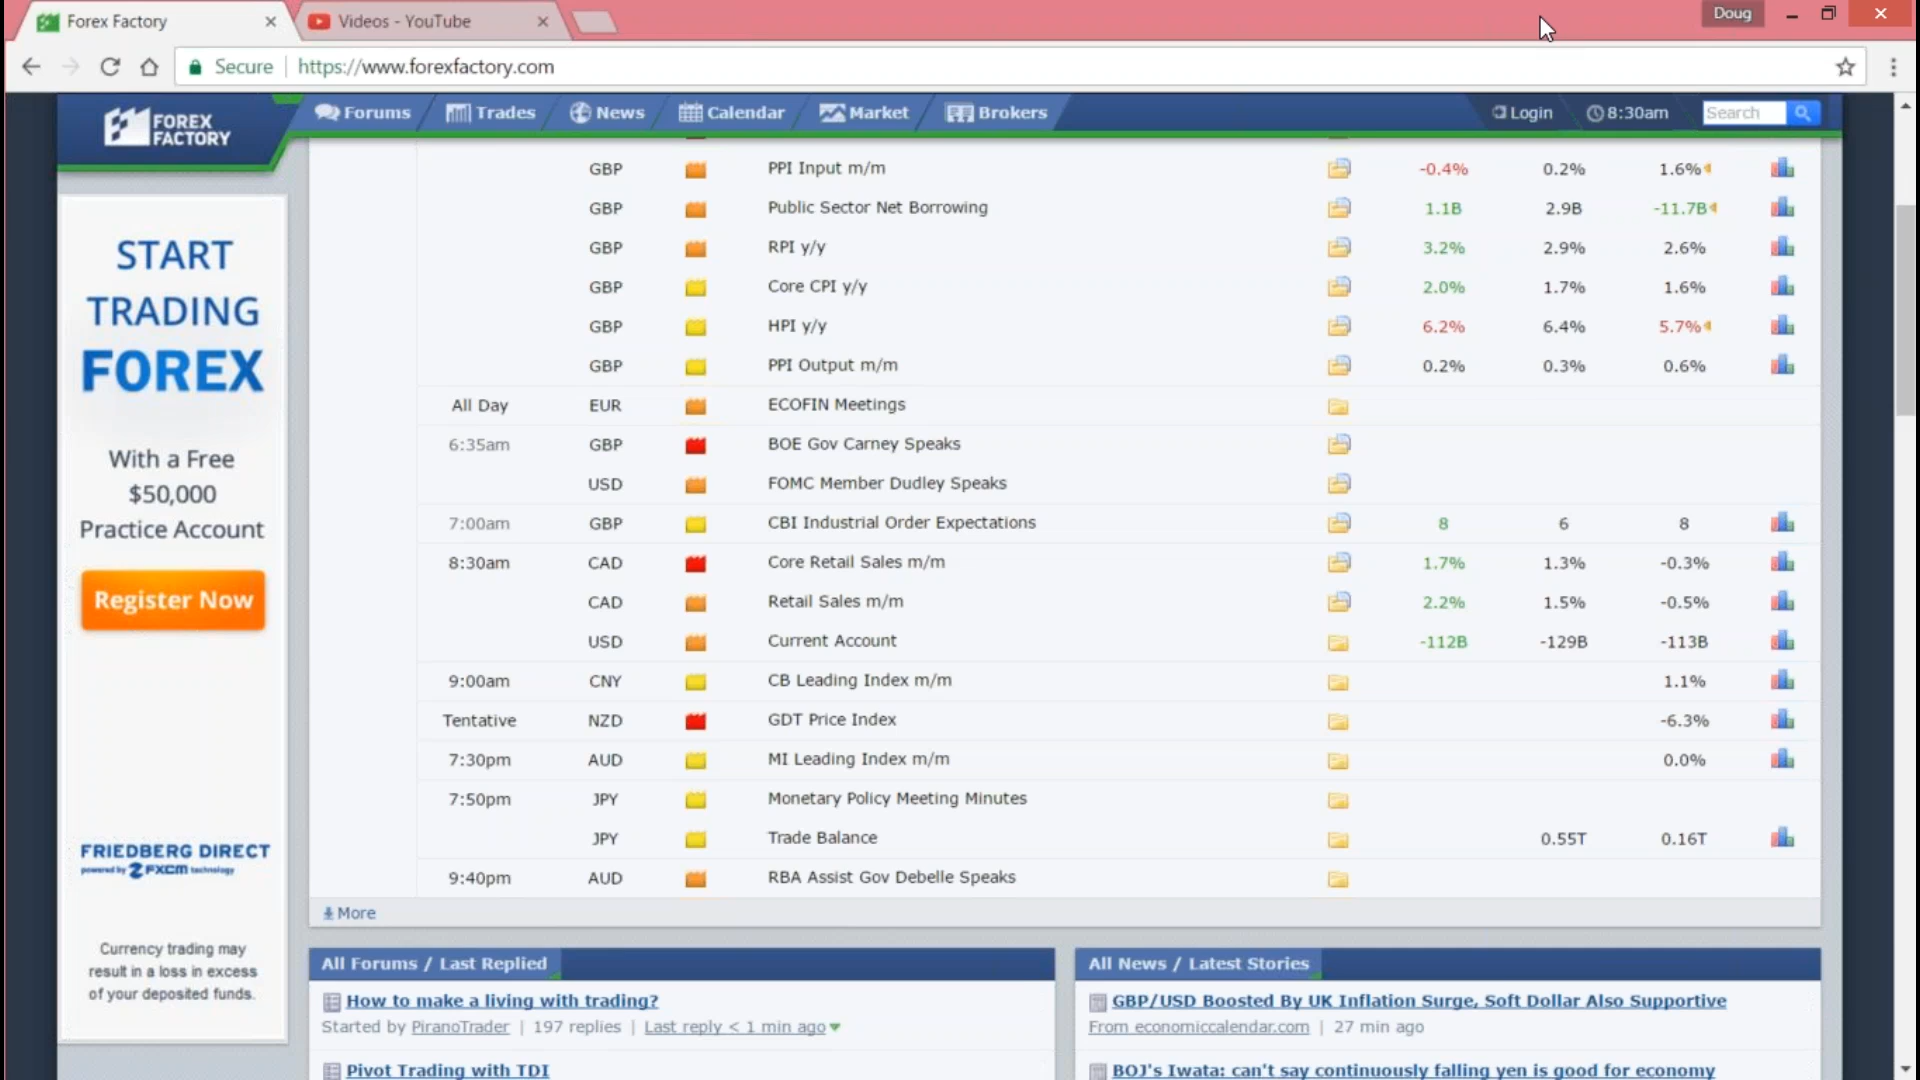 Forex Factory
Videos - YouTube
Doug
Secure https://www.forexfactory.com
FOREX FACTORY
Forums Trades News Calendar Market Brokers Login 8:30am Search
GBP PPI Input m/m -0.4% 0.2% 1.6%
GBP Public Sector Net Borrowing 1.1B 2.9B -11.7B
GBP RPI y/y 3.2% 2.9% 2.6%
GBP Core CPI y/y 2.0% 1.7% 1.6%
GBP HPI y/y 6.2% 6.4% 5.7%
GBP PPI Output m/m 0.2% 0.3% 0.6%
All Day EUR ECOFIN Meetings
6:35am GBP BOE Gov Carney Speaks
USD FOMC Member Dudley Speaks
7:00am GBP CBI Industrial Order Expectations 8 6 8
8:30am CAD Core Retail Sales m/m 1.7% 1.3% -0.3%
CAD Retail Sales m/m 2.2% 1.5% -0.5%
USD Current Account -112B -129B -113B
9:00am CNY CB Leading Index m/m 1.1%
Tentative NZD GDT Price Index -6.3%
7:30pm AUD MI Leading Index m/m 0.0%
7:50pm JPY Monetary Policy Meeting Minutes
JPY Trade Balance 0.55T 0.16T
9:40pm AUD RBA Assist Gov Debelle Speaks
More
START
TRADING
FOREX
With a Free
$50,000
Practice Account
Register Now
FRIEDBERG DIRECT
powered by FXCM technology
Currency trading may
result in a loss in excess
of your deposited funds.
All Forums / Last Replied
How to make a living with trading?
Started by PiranoTrader | 197 replies | Last reply < 1 min ago
Pivot Trading with TDI
All News / Latest Stories
GBP/USD Boosted By UK Inflation Surge, Soft Dollar Also Supportive
From economiccalendar.com | 27 min ago
BOJ's Iwata: can't say continuously falling yen is good for economy